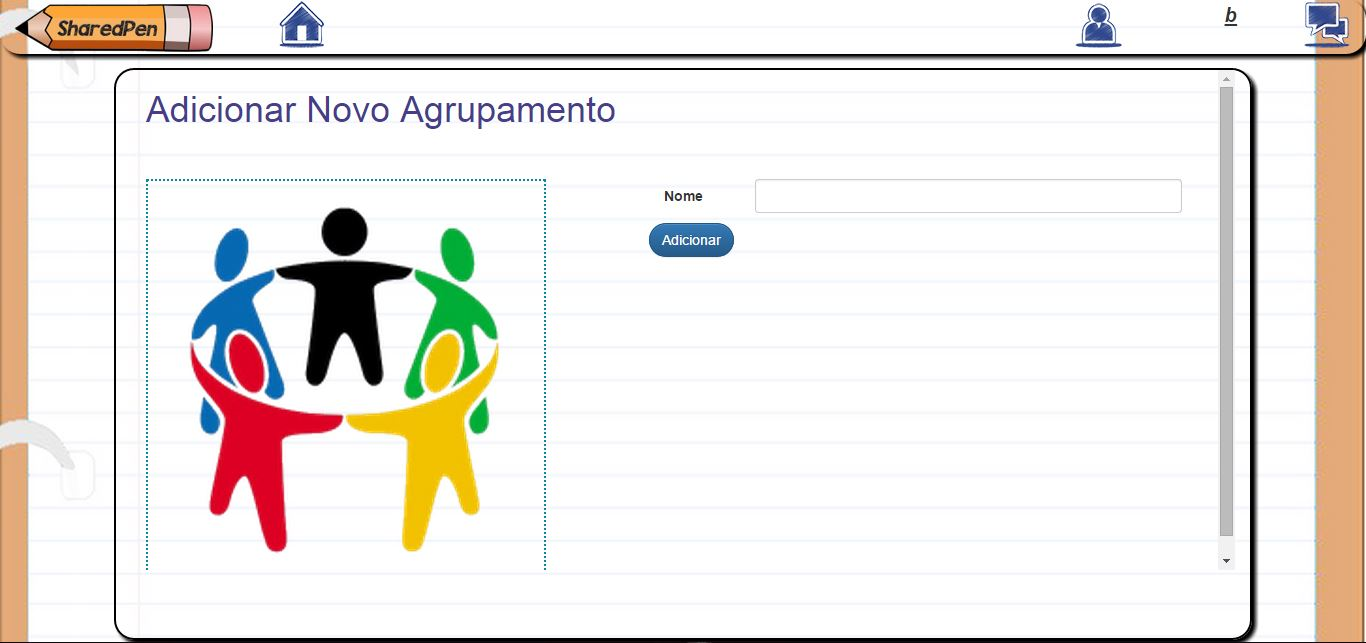 SharedPen
b
Adicionar Novo Agrupamento
Nome
Adicionar